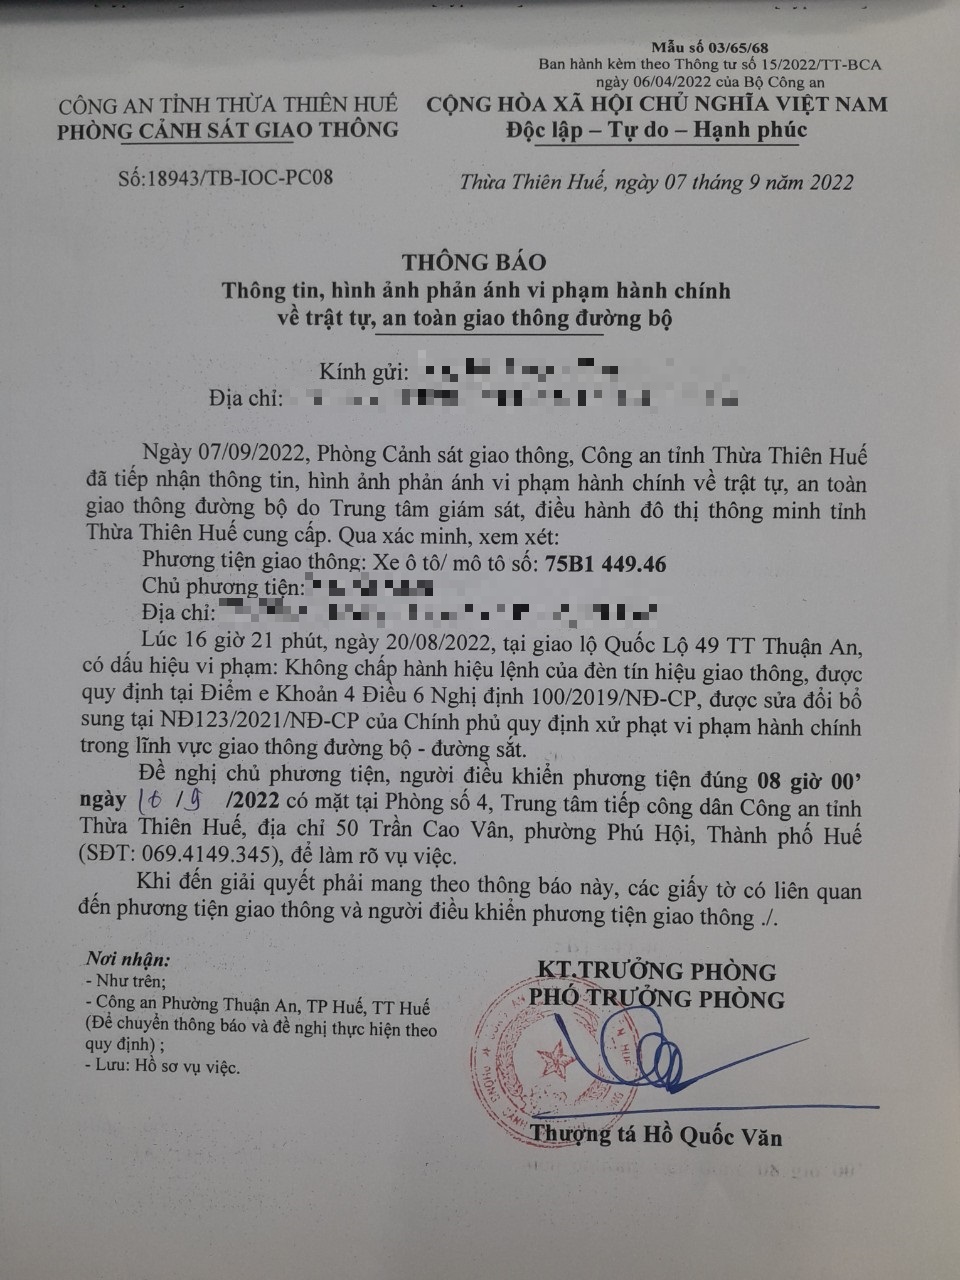 Mẫu số 03/65/68
Ban hành kèm theo Thông tư số 15/2022/TT-BCA
ngày 06/04/2022 của Bộ Công an
CÔNG AN TỈNH THỪA THIÊN HUẾ
PHÒNG CẢNH SÁT GIAO THÔNG
CỘNG HÒA XÃ HỘI CHỦ NGHĨA VIỆT NAM
Độc lập – Tự do – Hạnh phúc
Số:18943/TB-IOC-PC08
Thừa Thiên Huế, ngày 07 tháng 9 năm 2022
THÔNG BÁO
Thông tin, hình ảnh phản ánh vi phạm hành chính
về trật tự, an toàn giao thông đường bộ
Kính gửi:
Địa chỉ:
Ngày 07/09/2022, Phòng Cảnh sát giao thông, Công an tỉnh Thừa Thiên Huế
đã tiếp nhận thông tin, hình ảnh phản ánh vi phạm hành chính về trật tự, an toàn
giao thông đường bộ do Trung tâm giám sát, điều hành đô thị thông minh tỉnh
Thừa Thiên Huế cung cấp. Qua xác minh, xem xét:
Phương tiện giao thông: Xe ô tô/ mô tô số: 75B1 449.46
Chủ phương tiện:
Địa chỉ:
Lúc 16 giờ 21 phút, ngày 20/08/2022, tại giao lộ Quốc Lộ 49 TT Thuận An,
có dấu hiệu vi phạm: Không chấp hành hiệu lệnh của đèn tín hiệu giao thông, được
quy định tại Điểm e Khoản 4 Điều 6 Nghị định 100/2019/NĐ-CP, được sửa đổi bổ
sung tại NĐ123/2021/NĐ-CP của Chính phủ quy định xử phạt vi phạm hành chính
trong lĩnh vực giao thông đường bộ - đường sắt.
Đề nghị chủ phương tiện, người điều khiển phương tiện đúng 08 giờ 00’
ngày 16/9 /2022 có mặt tại Phòng số 4, Trung tâm tiếp công dân Công an tỉnh
Thừa Thiên Huế, địa chỉ 50 Trần Cao Vân, phường Phú Hội, Thành phố Huế
(SĐT: 069.4149.345), để làm rõ vụ việc.
Khi đến giải quyết phải mang theo thông báo này, các giấy tờ có liên quan
đến phương tiện giao thông và người điều khiển phương tiện giao thông ./.
Nơi nhận:
- Như trên;
- Công an Phường Thuận An, TP Huế, TT Huế
(Để chuyển thông báo và đề nghị thực hiện theo
quy định) ;
- Lưu: Hồ sơ vụ việc.
KT.TRƯỞNG PHÒNG
PHÓ TRƯỞNG PHÒNG
Thượng tá Hồ Quốc Văn